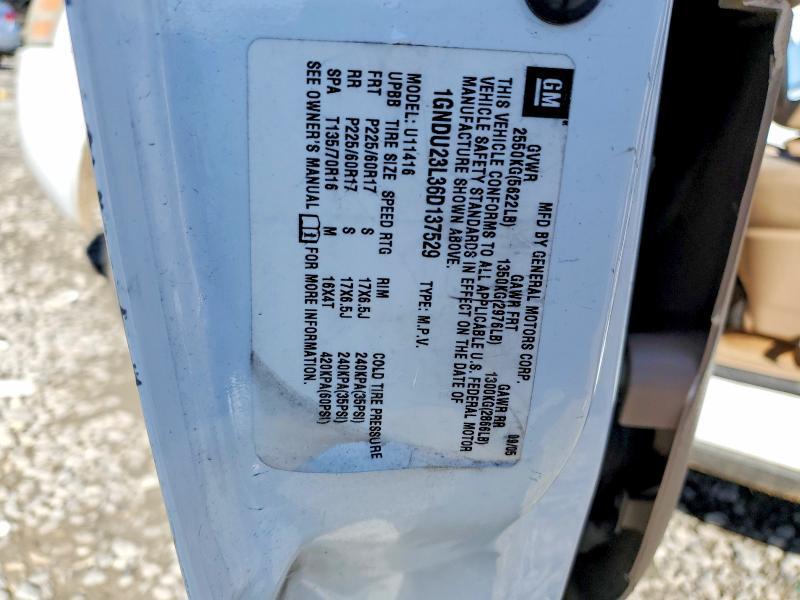 GM
MFD BY GENERAL MOTORS CORP. 09/05
GVWR GAWR FRT GAWR RR
2550KG(5622LB) 1350KG(2976LB) 1300KG(2866LB)
THIS VEHICLE CONFORMS TO ALL APPLICABLE U.S. FEDERAL MOTOR
VEHICLE SAFETY STANDARDS IN EFFECT ON THE DATE OF
MANUFACTURE SHOWN ABOVE.
1GNDU23L36D137529 TYPE: M.P.V.
MODEL: U11416
UPBB TIRE SIZE SPEED RTG RIM COLD TIRE PRESSURE
FRT P225/60R17 S 17X6.5J 240KPA(35PSI)
RR P225/60R17 S 17X6.5J 240KPA(35PSI)
SPA T135/70R16 M 16X4T 420KPA(60PSI)
SEE OWNER'S MANUAL FOR MORE INFORMATION.